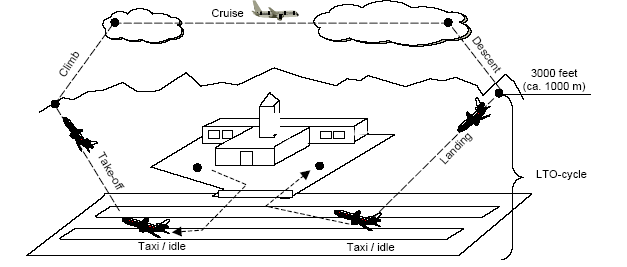 Cruise
Climb
Descent
3000 feet
(ca. 1000 m)
Take-off
Landing
LTO-cycle
Taxi / idle
Taxi / idle